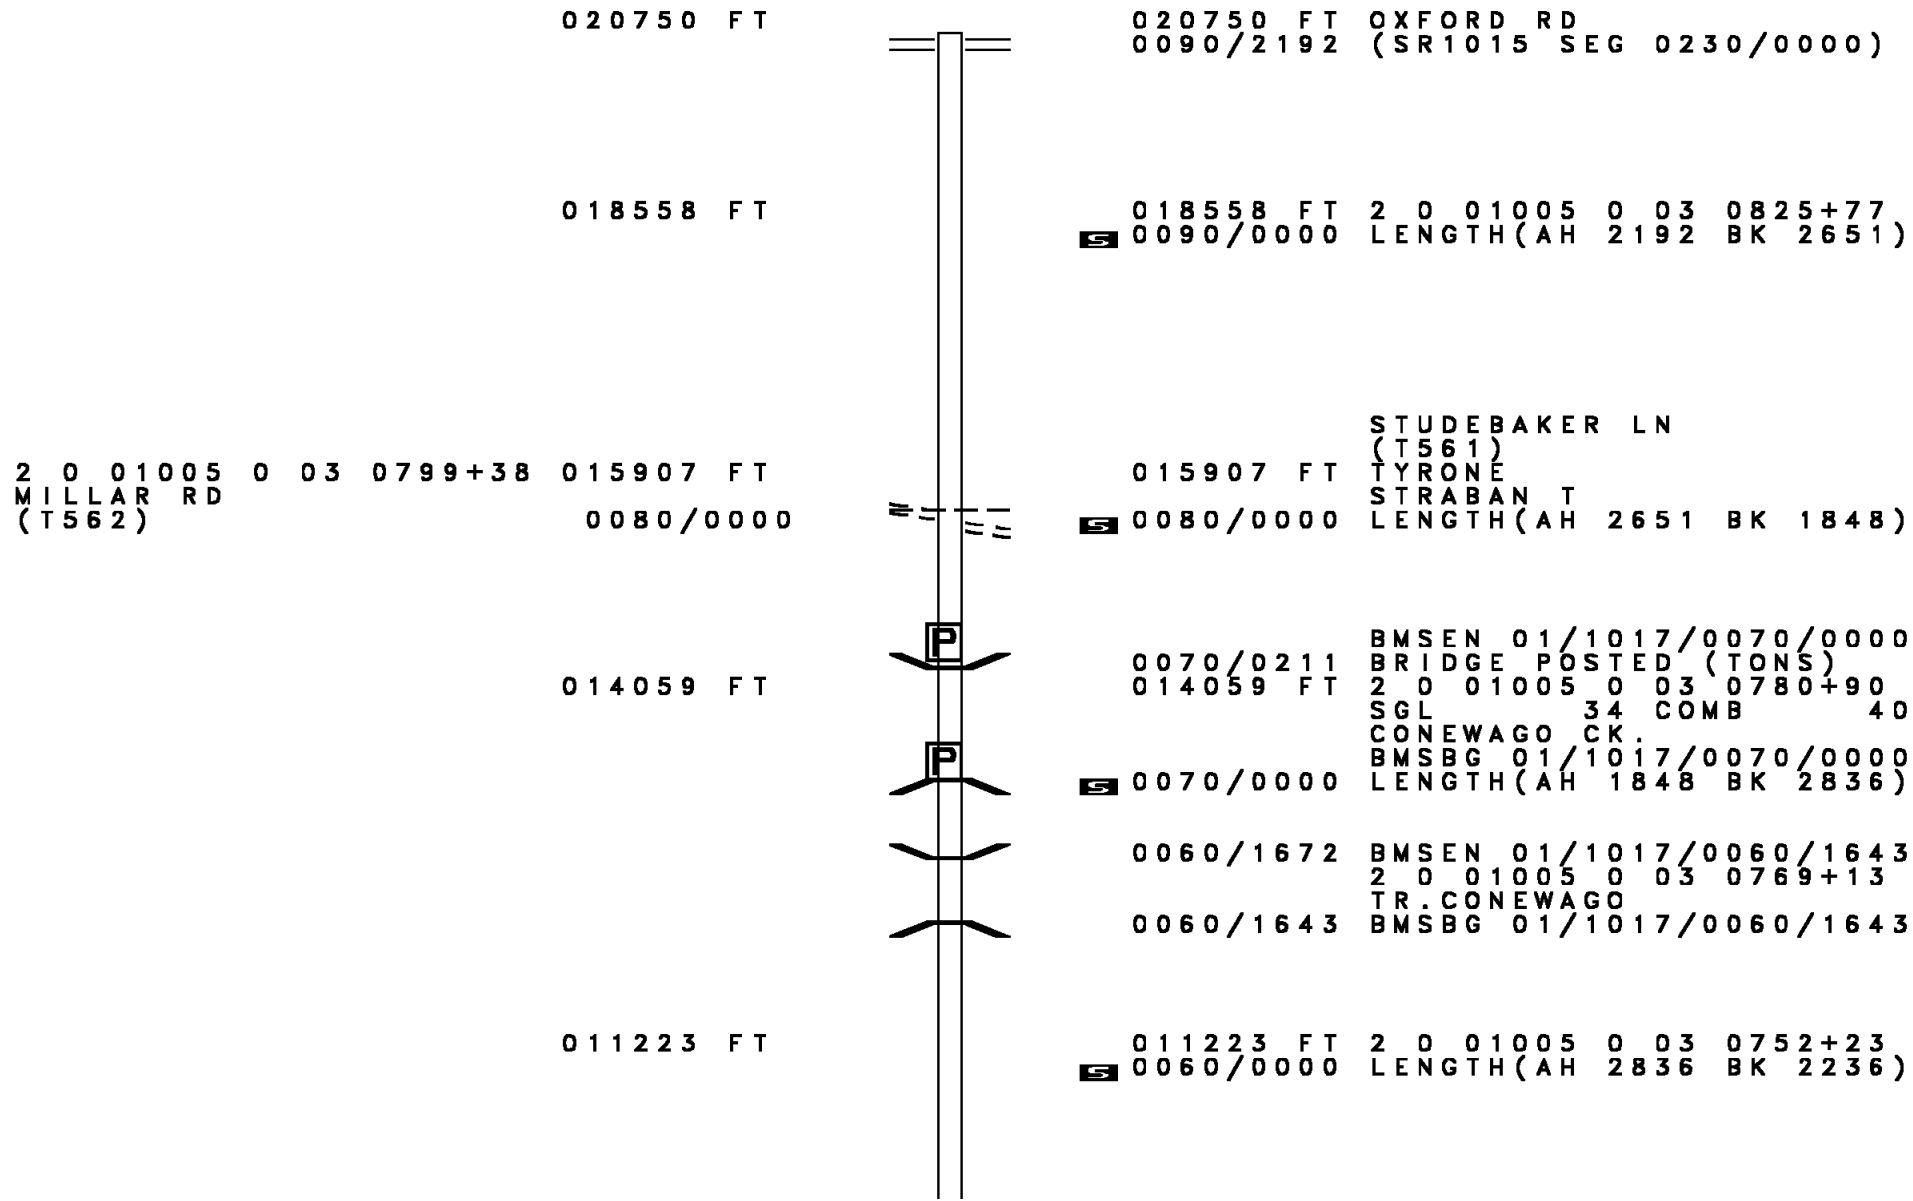 020750 FT 020750 FT OXFORD RD
0090/2192 (SR1015 SEG 0230/0000)
018558 FT 018558 FT 2 0 01005 0 03 0825+77
S 0090/0000 LENGTH(AH 2192 BK 2651)
STUDEBAKER LN
(T561)
2 0 01005 0 03 0799+38 015907 FT 015907 FT TYRONE
MILLAR RD STRABAN T
(T562) 0080/0000 S 0080/0000 LENGTH(AH 2651 BK 1848)
P
BMSEN 01/1017/0070/0000
0070/0211 BRIDGE POSTED (TONS)
014059 FT 014059 FT 2 0 01005 0 03 0780+90
SGL 34 COMB 40
CONEWAGO CK.
P BMSBG 01/1017/0070/0000
S 0070/0000 LENGTH(AH 1848 BK 2836)
0060/1672 BMSEN 01/1017/0060/1643
2 0 01005 0 03 0769+13
TR.CONEWAGO
0060/1643 BMSBG 01/1017/0060/1643
011223 FT 011223 FT 2 0 01005 0 03 0752+23
S 0060/0000 LENGTH(AH 2836 BK 2236)